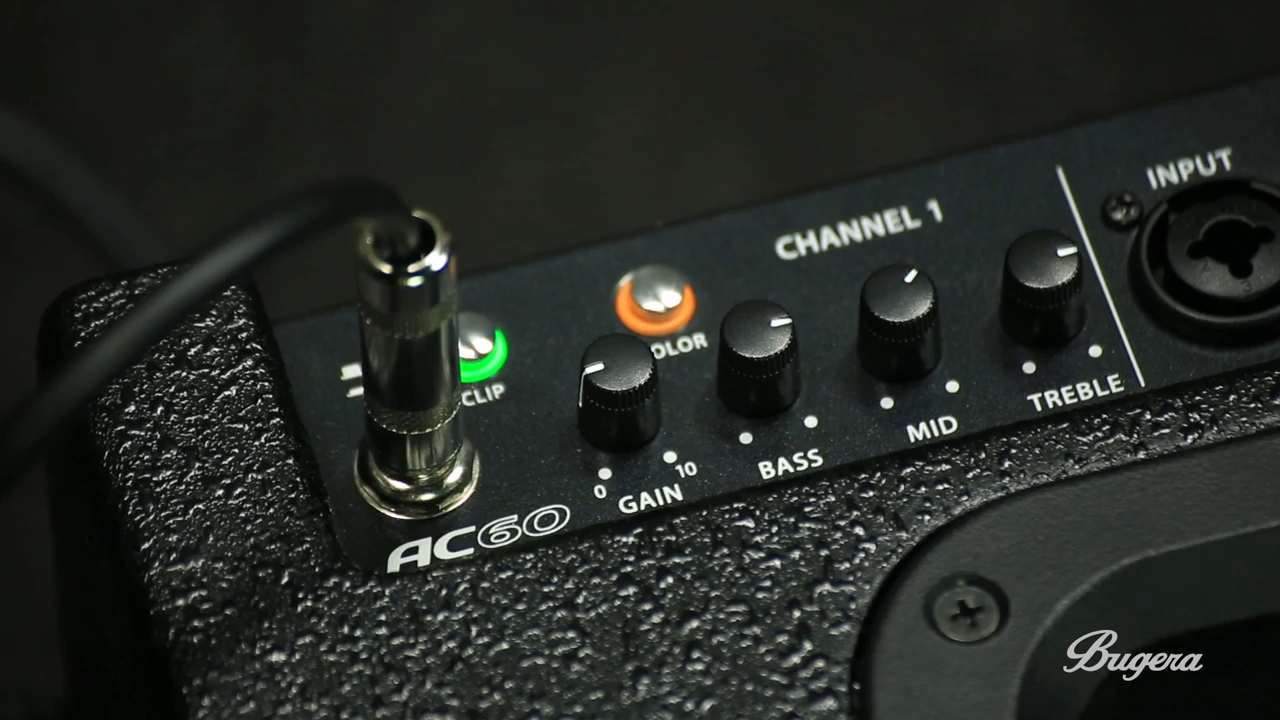 INPUT
CHANNEL 1
OLOR
CLIP
TREBLE
MID
BASS
0 GAIN 10
AC60
Bugera